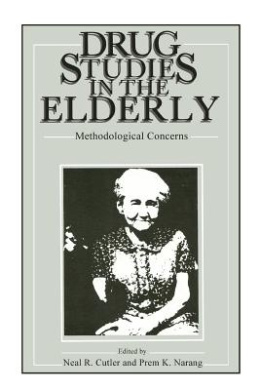 DRUG
STUDIES
IN THE
ELDERLY
Methodological Concerns
Edited by
Neal R. Cutler and Prem K. Narang